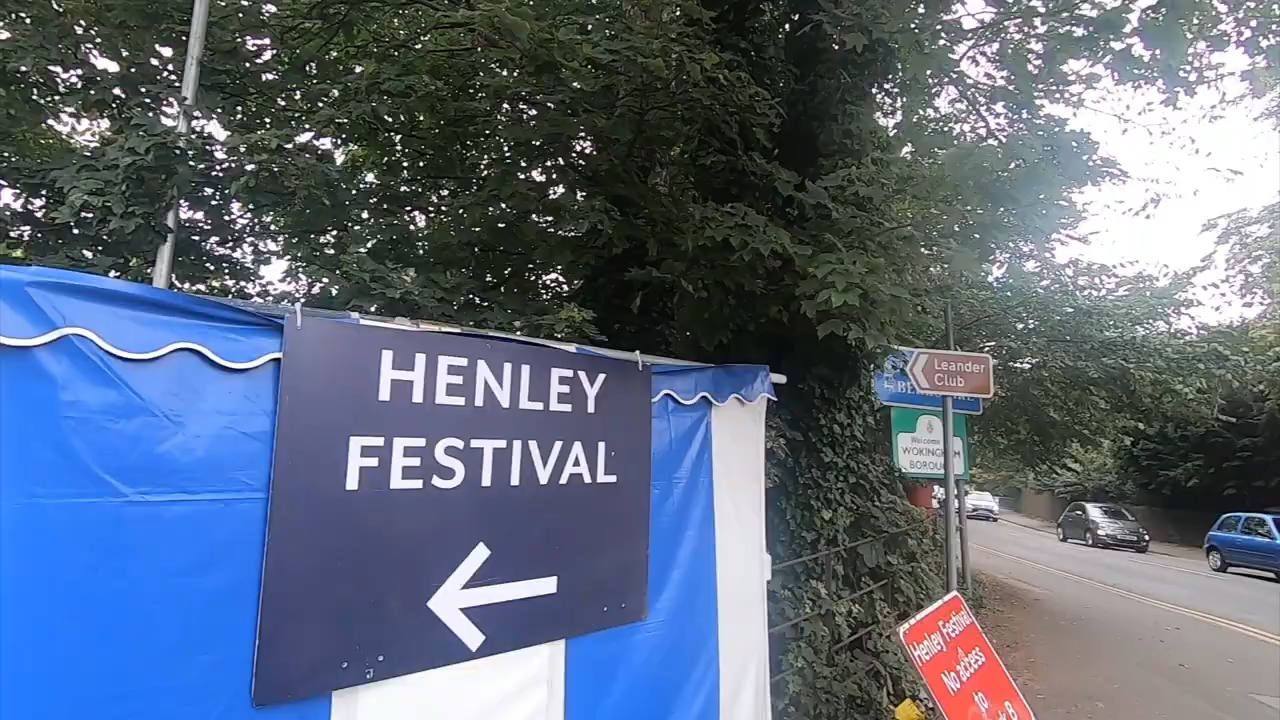 HENLEY
FESTIVAL
Leander
Club
Welcome
WOKINGHAM
BOROUGH
Henley Festival
No access
to